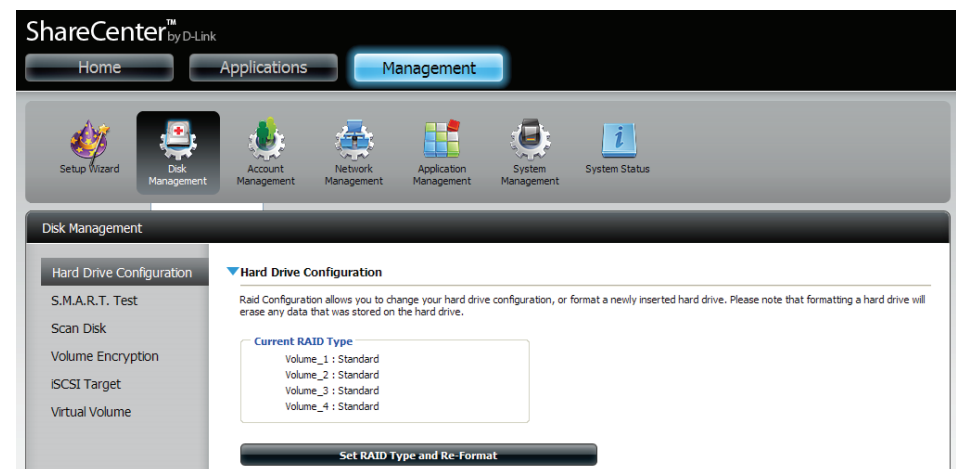 ShareCenter™ by D-Link
Home Applications Management
Setup Wizard
Disk Management
Account Management
Network Management
Application Management
System Management
System Status
Disk Management
Hard Drive Configuration
S.M.A.R.T. Test
Scan Disk
Volume Encryption
iSCSI Target
Virtual Volume
Hard Drive Configuration
Raid Configuration allows you to change your hard drive configuration, or format a newly inserted hard drive. Please note that formatting a hard drive will
erase any data that was stored on the hard drive.
Current RAID Type
Volume_1 : Standard
Volume_2 : Standard
Volume_3 : Standard
Volume_4 : Standard
Set RAID Type and Re-Format